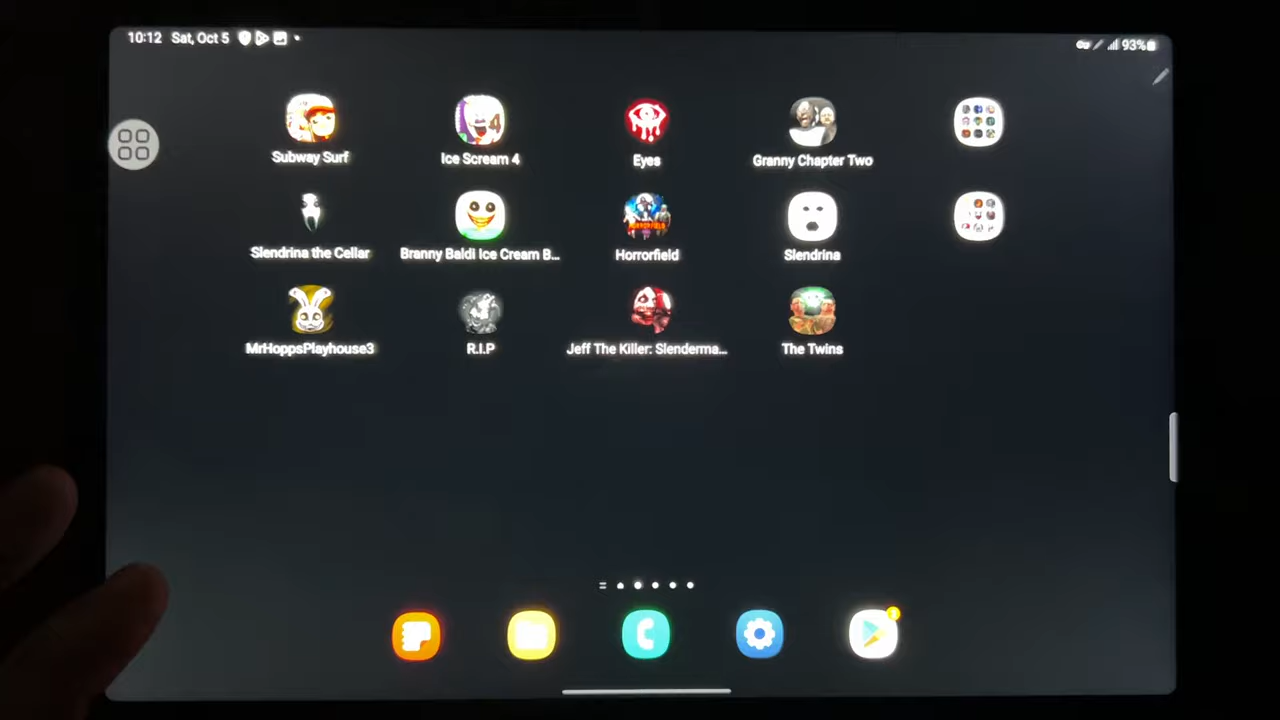 10:12 Sat, Oct 5
93%
Subway Surf
Ice Scream 4
Eyes
Granny Chapter Two
Slendrina the Cellar
Branny Baldi Ice Cream B...
Horrorfield
Slendrina
MrHoppsPlayhouse3
R.I.P
Jeff The Killer: Slenderma...
The Twins